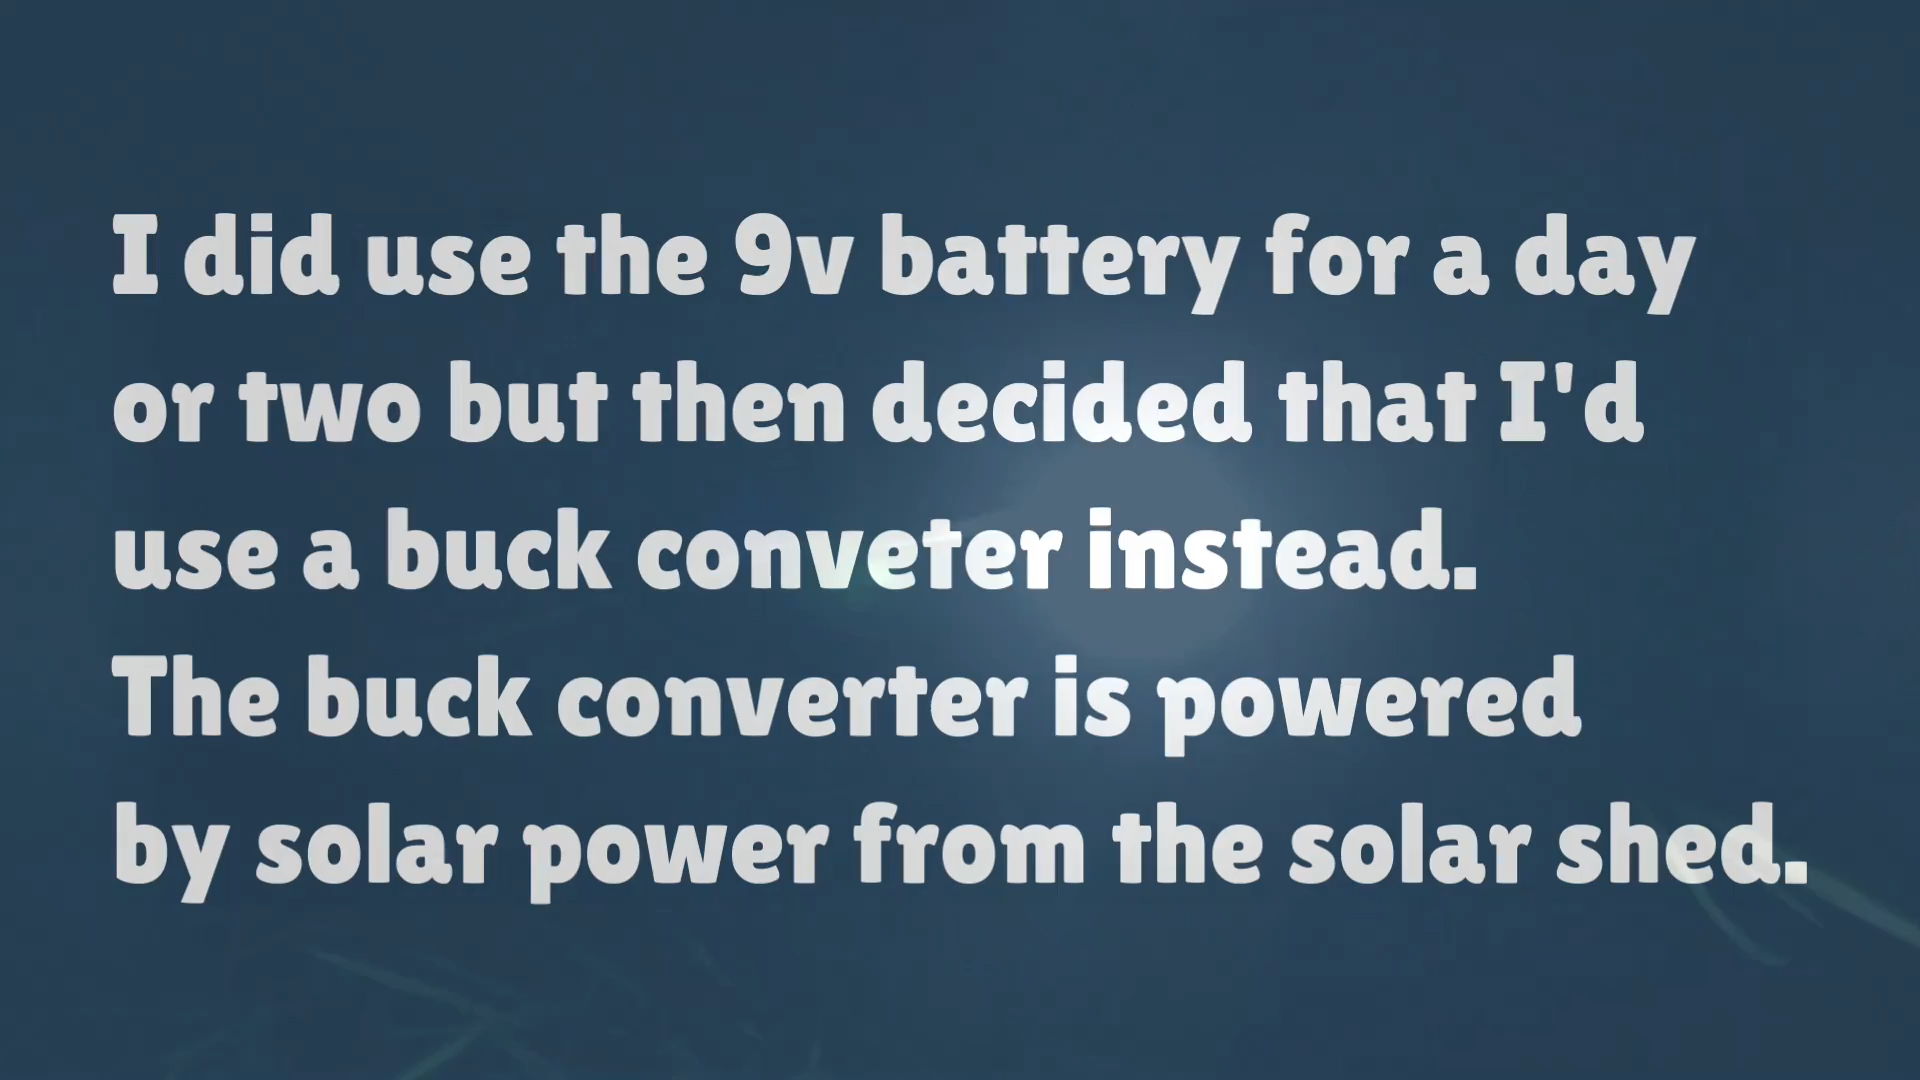 I did use the 9v battery for a day
or two but then decided that I'd
use a buck conveter instead.
The buck converter is powered
by solar power from the solar shed.